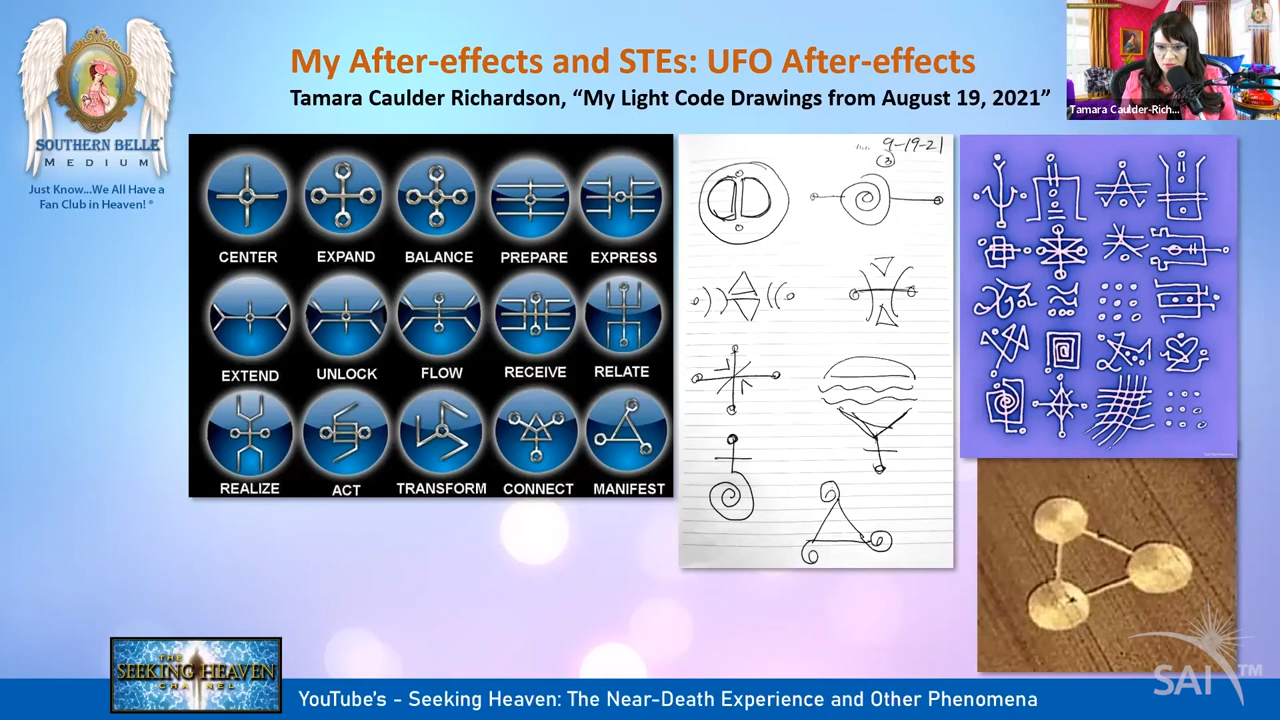 My After-effects and STEs: UFO After-effects
Tamara Caulder Richardson, “My Light Code Drawings from August 19, 2021”
Tamara Caulder-Rich...
SOUTHERN BELLE®
MEDIUM
Just Know...We All Have a
Fan Club in Heaven! ®
CENTER EXPAND BALANCE PREPARE EXPRESS
EXTEND UNLOCK FLOW RECEIVE RELATE
REALIZE ACT TRANSFORM CONNECT MANIFEST
9-19-21
(3)
THE
SEEKING HEAVEN
CHANNEL
YouTube's - Seeking Heaven: The Near-Death Experience and Other Phenomena
SAI™